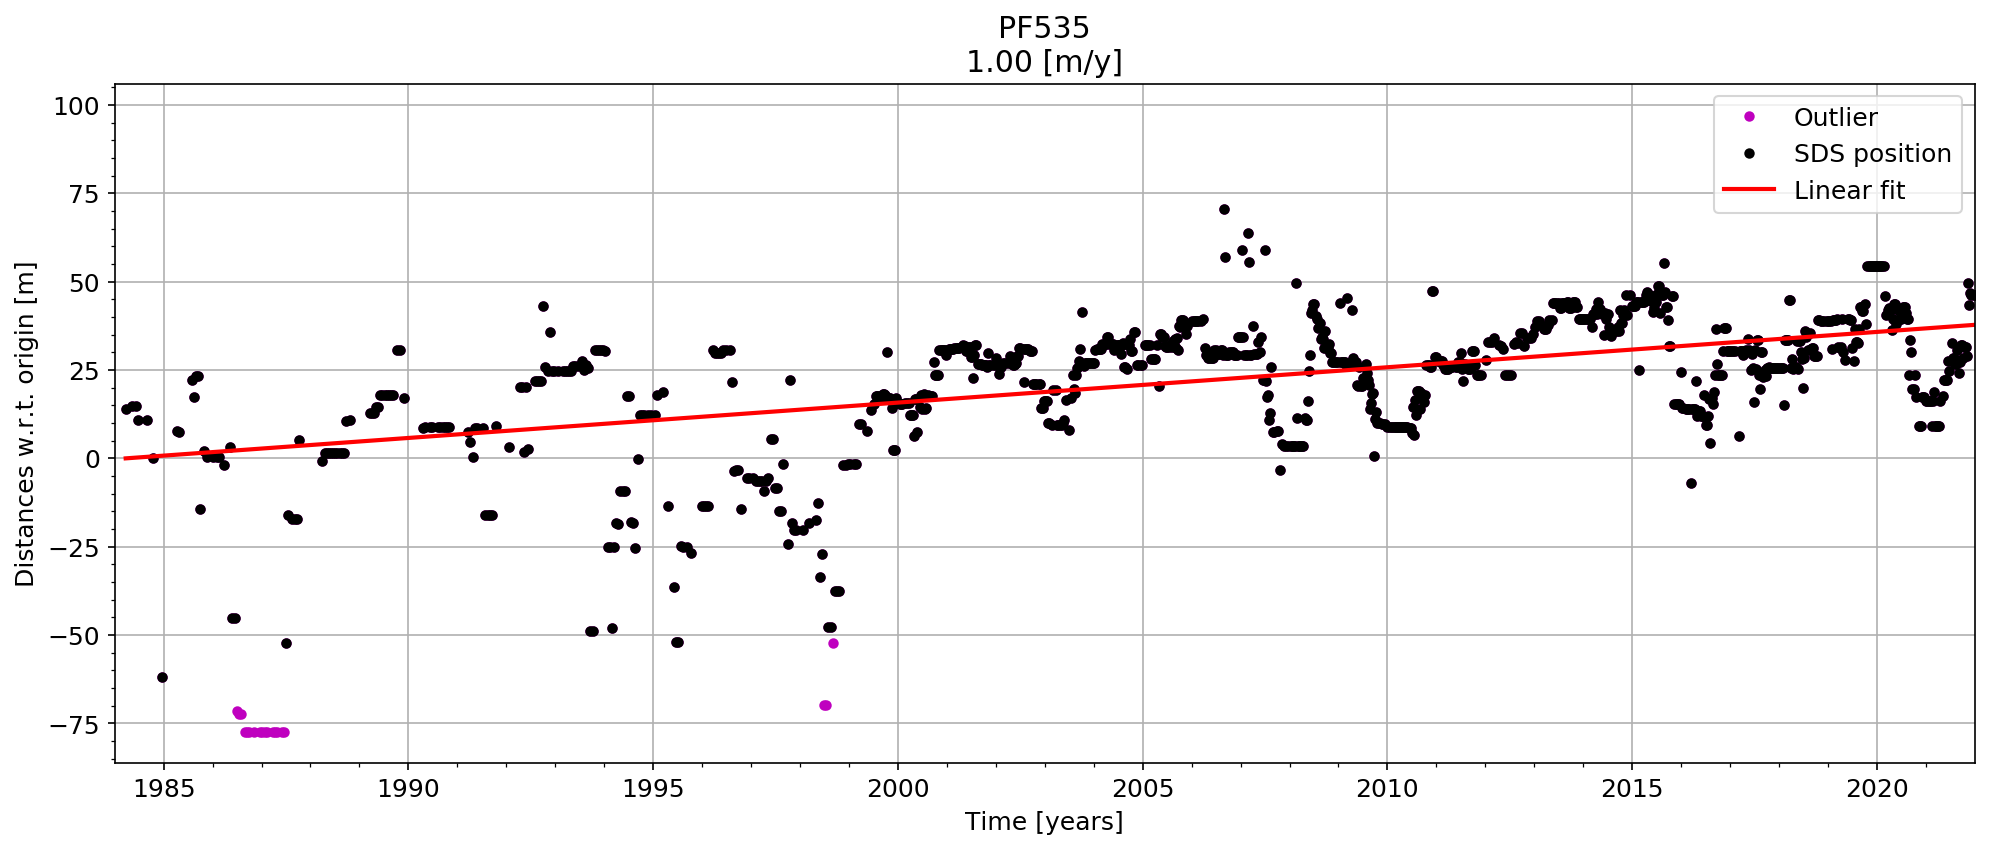 PF535
1.00 [m/y]
Distances w.r.t. origin [m]
100
75
50
25
0
−25
−50
−75
Outlier
SDS position
Linear fit
1985 1990 1995 2000 2005 2010 2015 2020
Time [years]